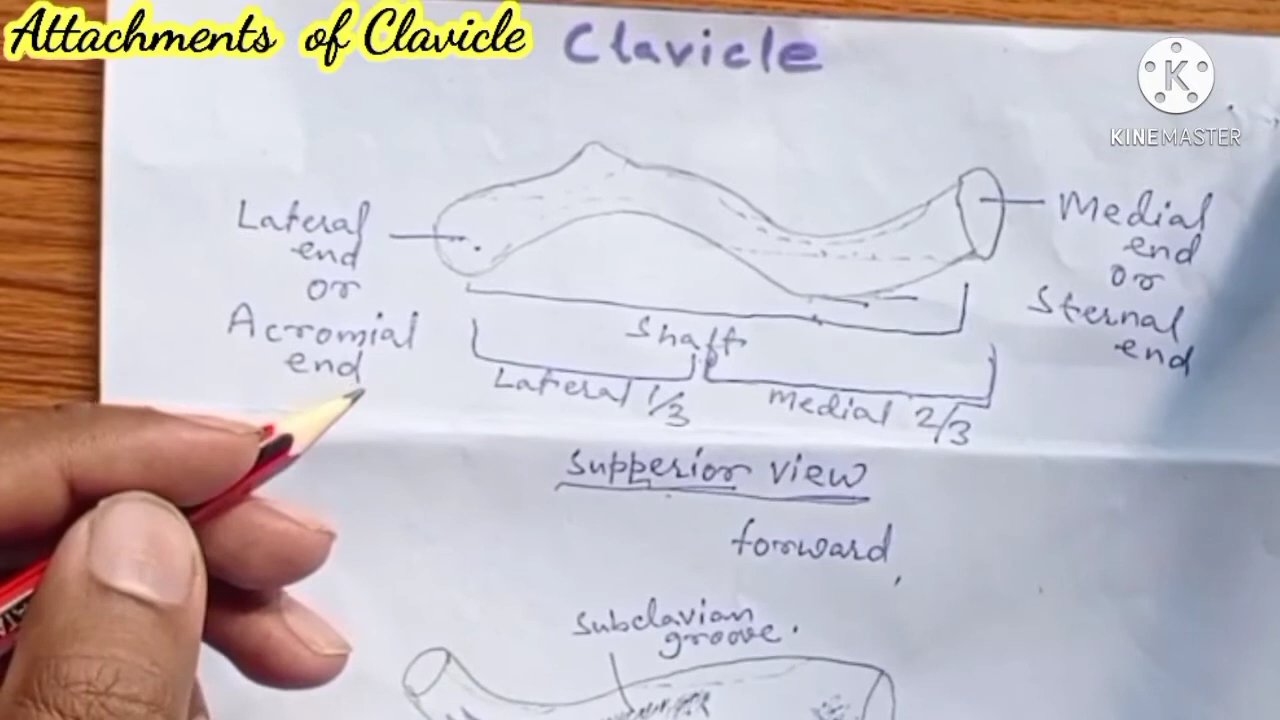 Attachments of Clavicle
Clavicle
K
KINEMASTER
Lateral
end
or
Acromial
end
Medial
end
or
Sternal
end
Shaft
Lateral 1/3
Medial 2/3
Supperior view
forward,
Subclavian
groove.